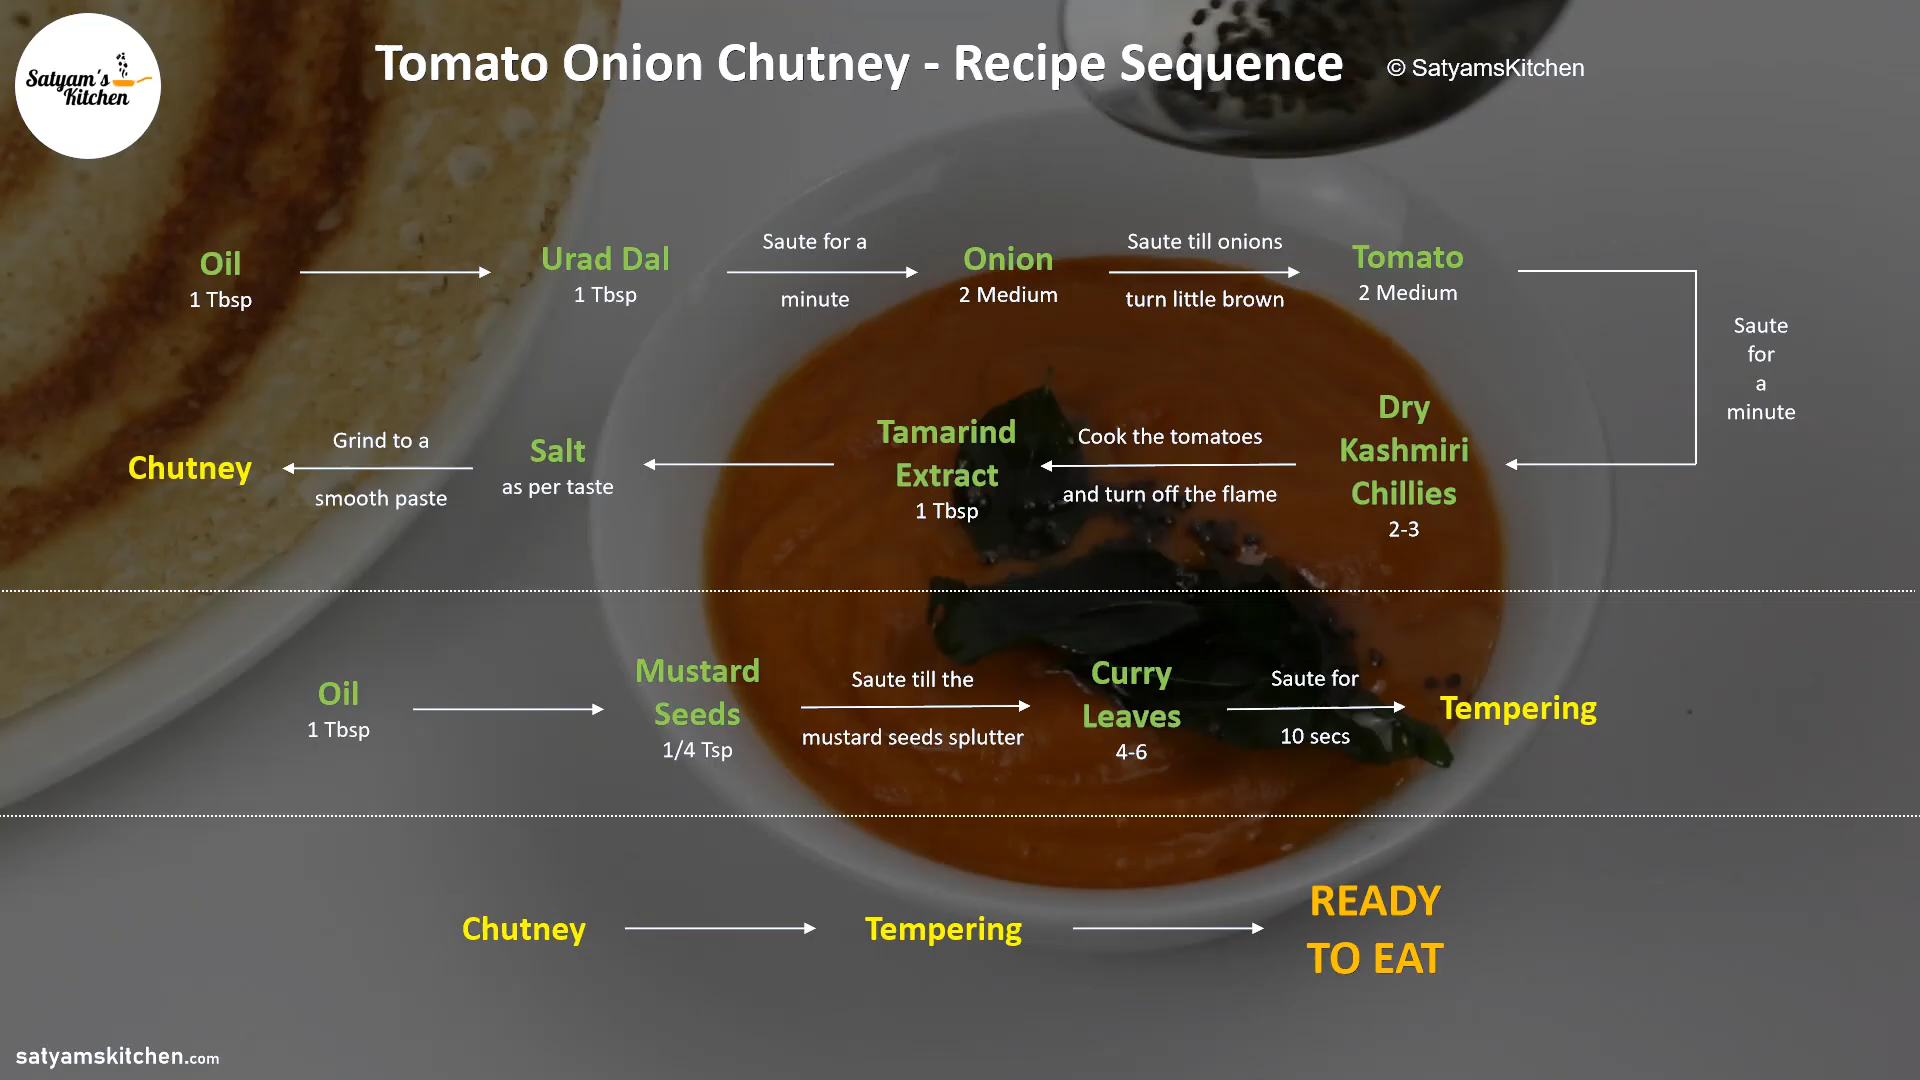 Satyam's
Kitchen
Tomato Onion Chutney - Recipe Sequence © SatyamsKitchen
Oil
1 Tbsp
Urad Dal
1 Tbsp
Saute for a
minute
Onion
2 Medium
Saute till onions
turn little brown
Tomato
2 Medium
Saute
for
a
minute
Dry
Kashmiri
Chillies
2-3
Cook the tomatoes
and turn off the flame
Tamarind
Extract
1 Tbsp
Salt
as per taste
Grind to a
smooth paste
Chutney
Oil
1 Tbsp
Mustard
Seeds
1/4 Tsp
Saute till the
mustard seeds splutter
Curry
Leaves
4-6
Saute for
10 secs
Tempering
Chutney
Tempering
READY
TO EAT
satyamskitchen.com